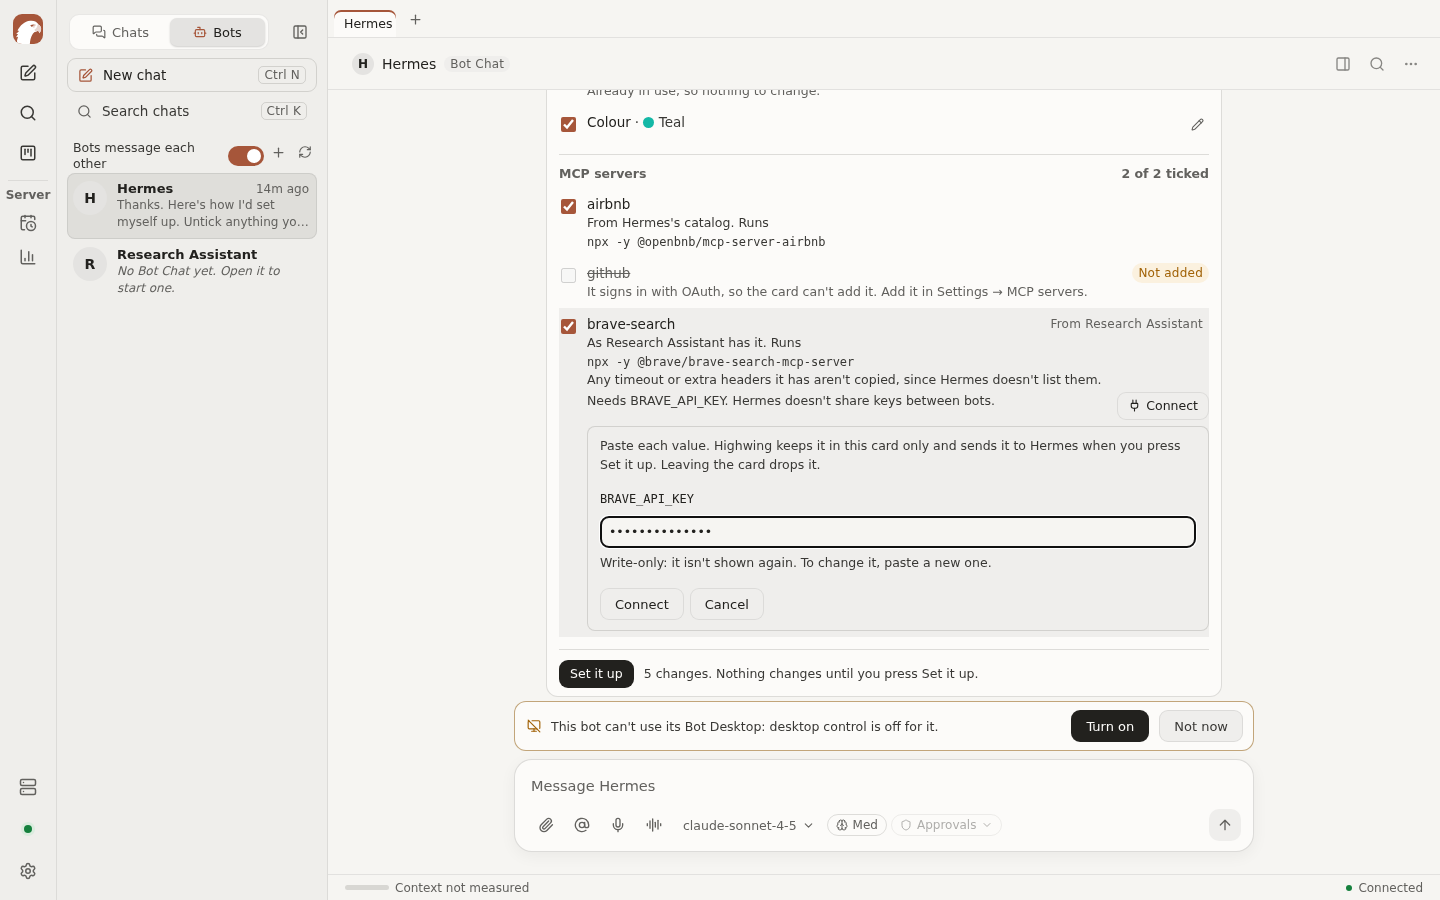 Chats
Bots
New chat
Ctrl N
Search chats
Ctrl K
Bots message each
other
Server
H
Hermes
14m ago
Thanks. Here's how I'd set
myself up. Untick anything yo…
R
Research Assistant
No Bot Chat yet. Open it to
start one.
Hermes
H
Hermes
Bot Chat
Already in use, so nothing to change.
Colour · Teal
MCP servers
2 of 2 ticked
airbnb
From Hermes's catalog. Runs
npx -y @openbnb/mcp-server-airbnb
github
Not added
It signs in with OAuth, so the card can't add it. Add it in Settings → MCP servers.
brave-search
From Research Assistant
As Research Assistant has it. Runs
npx -y @brave/brave-search-mcp-server
Any timeout or extra headers it has aren't copied, since Hermes doesn't list them.
Needs BRAVE_API_KEY. Hermes doesn't share keys between bots.
Connect
Paste each value. Highwing keeps it in this card only and sends it to Hermes when you press
Set it up. Leaving the card drops it.
BRAVE_API_KEY
••••••••••••••
Write-only: it isn't shown again. To change it, paste a new one.
Connect
Cancel
Set it up
5 changes. Nothing changes until you press Set it up.
This bot can't use its Bot Desktop: desktop control is off for it.
Turn on
Not now
Message Hermes
claude-sonnet-4-5
Med
Approvals
Context not measured
Connected